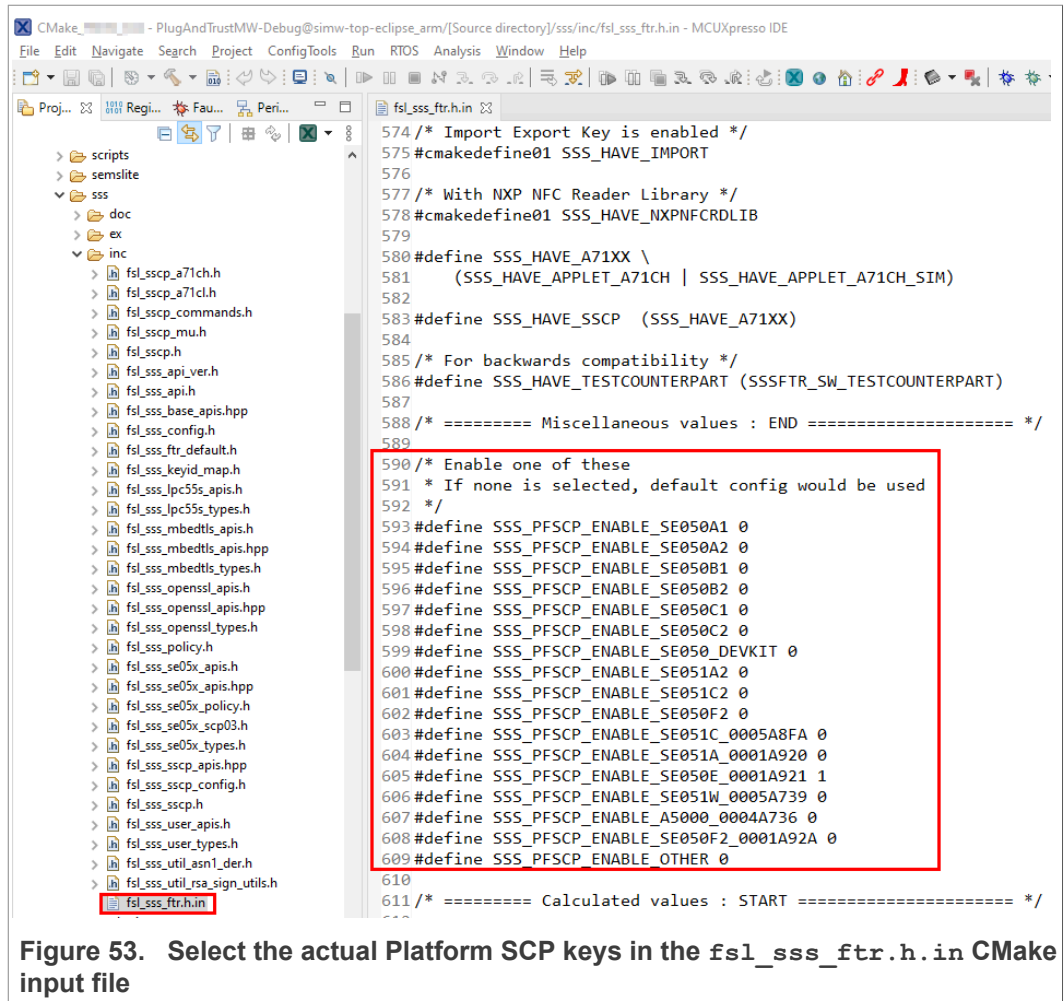 CMake_ - PlugAndTrustMW-Debug@simw-top-eclipse_arm/[Source directory]/sss/inc/fsl_sss_ftr.h.in - MCUXpresso IDE
File Edit Navigate Search Project ConfigTools Run RTOS Analysis Window Help
Proj... Regi... Fau... Peri...
scripts
semslite
sss
doc
ex
inc
fsl_sscp_a71ch.h
fsl_sscp_a71cl.h
fsl_sscp_commands.h
fsl_sscp_mu.h
fsl_sscp.h
fsl_sss_api_ver.h
fsl_sss_api.h
fsl_sss_base_apis.hpp
fsl_sss_config.h
fsl_sss_ftr_default.h
fsl_sss_keyid_map.h
fsl_sss_lpc55s_apis.h
fsl_sss_lpc55s_types.h
fsl_sss_mbedtls_apis.h
fsl_sss_mbedtls_apis.hpp
fsl_sss_mbedtls_types.h
fsl_sss_openssl_apis.h
fsl_sss_openssl_apis.hpp
fsl_sss_openssl_types.h
fsl_sss_policy.h
fsl_sss_se05x_apis.h
fsl_sss_se05x_apis.hpp
fsl_sss_se05x_policy.h
fsl_sss_se05x_scp03.h
fsl_sss_se05x_types.h
fsl_sss_sscp_apis.hpp
fsl_sss_sscp_config.h
fsl_sss_sscp.h
fsl_sss_user_apis.h
fsl_sss_user_types.h
fsl_sss_util_asn1_der.h
fsl_sss_util_rsa_sign_utils.h
fsl_sss_ftr.h.in
fsl_sss_ftr.h.in
574 /* Import Export Key is enabled */
575 #cmakedefine01 SSS_HAVE_IMPORT
576
577 /* With NXP NFC Reader Library */
578 #cmakedefine01 SSS_HAVE_NXPNFCRDLIB
579
580 #define SSS_HAVE_A71XX \
581     (SSS_HAVE_APPLET_A71CH | SSS_HAVE_APPLET_A71CH_SIM)
582
583 #define SSS_HAVE_SSCP  (SSS_HAVE_A71XX)
584
585 /* For backwards compatibility */
586 #define SSS_HAVE_TESTCOUNTERPART (SSSFTR_SW_TESTCOUNTERPART)
587
588 /* ========= Miscellaneous values : END ===================== */
589
590 /* Enable one of these
591  * If none is selected, default config would be used
592  */
593 #define SSS_PFSCP_ENABLE_SE050A1 0
594 #define SSS_PFSCP_ENABLE_SE050A2 0
595 #define SSS_PFSCP_ENABLE_SE050B1 0
596 #define SSS_PFSCP_ENABLE_SE050B2 0
597 #define SSS_PFSCP_ENABLE_SE050C1 0
598 #define SSS_PFSCP_ENABLE_SE050C2 0
599 #define SSS_PFSCP_ENABLE_SE050_DEVKIT 0
600 #define SSS_PFSCP_ENABLE_SE051A2 0
601 #define SSS_PFSCP_ENABLE_SE051C2 0
602 #define SSS_PFSCP_ENABLE_SE050F2 0
603 #define SSS_PFSCP_ENABLE_SE051C_0005A8FA 0
604 #define SSS_PFSCP_ENABLE_SE051A_0001A920 0
605 #define SSS_PFSCP_ENABLE_SE050E_0001A921 1
606 #define SSS_PFSCP_ENABLE_SE051W_0005A739 0
607 #define SSS_PFSCP_ENABLE_A5000_0004A736 0
608 #define SSS_PFSCP_ENABLE_SE050F2_0001A92A 0
609 #define SSS_PFSCP_ENABLE_OTHER 0
610
611 /* ========= Calculated values : START ====================== */
Figure 53. Select the actual Platform SCP keys in the fsl_sss_ftr.h.in CMake
input file